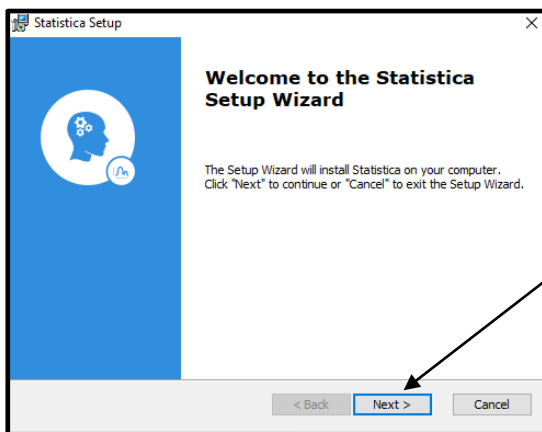 Statistica Setup
Welcome to the Statistica
Setup Wizard
The Setup Wizard will install Statistica on your computer.
Click "Next" to continue or "Cancel" to exit the Setup Wizard.
< Back Next > Cancel